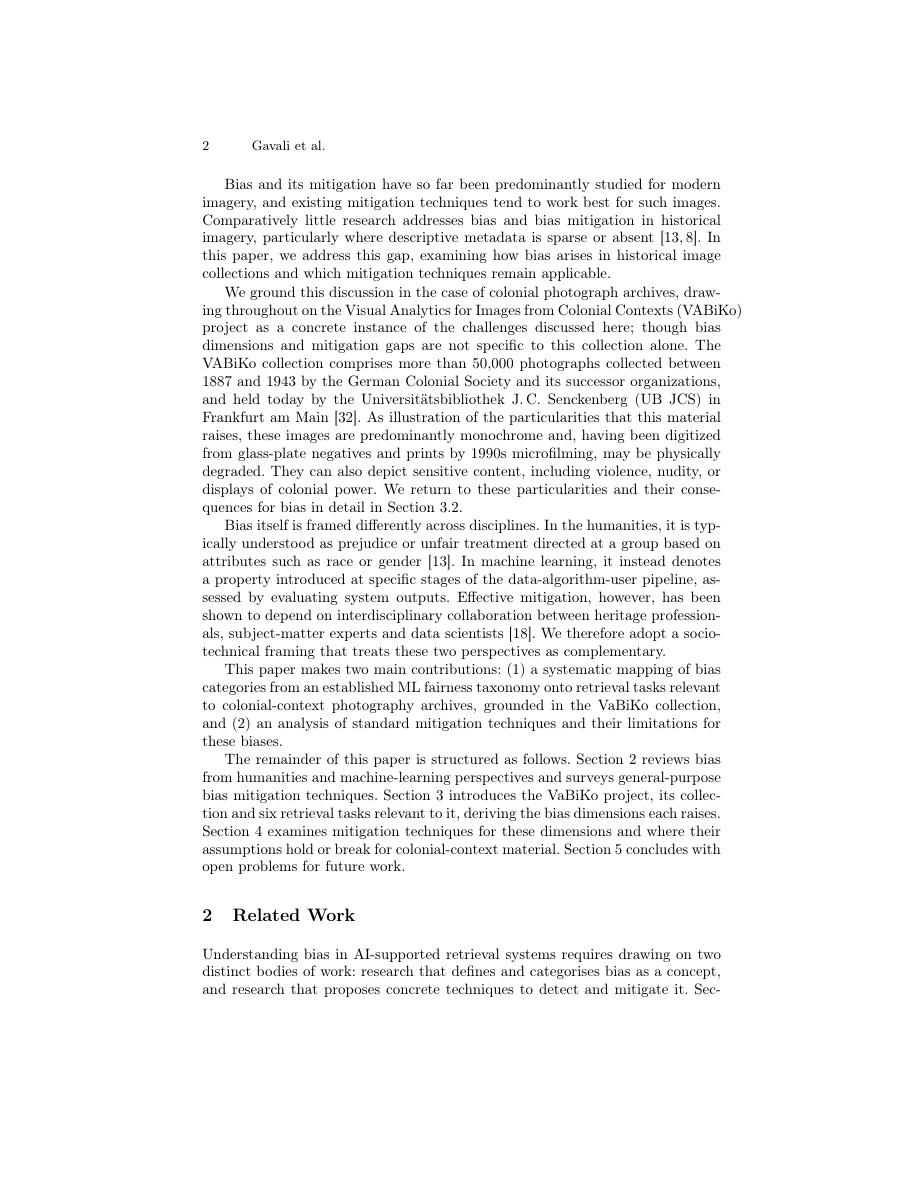 2 Gavali et al.
Bias and its mitigation have so far been predominantly studied for modern
imagery, and existing mitigation techniques tend to work best for such images.
Comparatively little research addresses bias and bias mitigation in historical
imagery, particularly where descriptive metadata is sparse or absent [13, 8]. In
this paper, we address this gap, examining how bias arises in historical image
collections and which mitigation techniques remain applicable.
We ground this discussion in the case of colonial photograph archives, draw-
ing throughout on the Visual Analytics for Images from Colonial Contexts (VABiKo)
project as a concrete instance of the challenges discussed here; though bias
dimensions and mitigation gaps are not specific to this collection alone. The
VABiKo collection comprises more than 50,000 photographs collected between
1887 and 1943 by the German Colonial Society and its successor organizations,
and held today by the Universitätsbibliothek J. C. Senckenberg (UB JCS) in
Frankfurt am Main [32]. As illustration of the particularities that this material
raises, these images are predominantly monochrome and, having been digitized
from glass-plate negatives and prints by 1990s microfilming, may be physically
degraded. They can also depict sensitive content, including violence, nudity, or
displays of colonial power. We return to these particularities and their conse-
quences for bias in detail in Section 3.2.
Bias itself is framed differently across disciplines. In the humanities, it is typ-
ically understood as prejudice or unfair treatment directed at a group based on
attributes such as race or gender [13]. In machine learning, it instead denotes
a property introduced at specific stages of the data-algorithm-user pipeline, as-
sessed by evaluating system outputs. Effective mitigation, however, has been
shown to depend on interdisciplinary collaboration between heritage profession-
als, subject-matter experts and data scientists [18]. We therefore adopt a socio-
technical framing that treats these two perspectives as complementary.
This paper makes two main contributions: (1) a systematic mapping of bias
categories from an established ML fairness taxonomy onto retrieval tasks relevant
to colonial-context photography archives, grounded in the VaBiKo collection,
and (2) an analysis of standard mitigation techniques and their limitations for
these biases.
The remainder of this paper is structured as follows. Section 2 reviews bias
from humanities and machine-learning perspectives and surveys general-purpose
bias mitigation techniques. Section 3 introduces the VaBiKo project, its collec-
tion and six retrieval tasks relevant to it, deriving the bias dimensions each raises.
Section 4 examines mitigation techniques for these dimensions and where their
assumptions hold or break for colonial-context material. Section 5 concludes with
open problems for future work.
2 Related Work
Understanding bias in AI-supported retrieval systems requires drawing on two
distinct bodies of work: research that defines and categorises bias as a concept,
and research that proposes concrete techniques to detect and mitigate it. Sec-